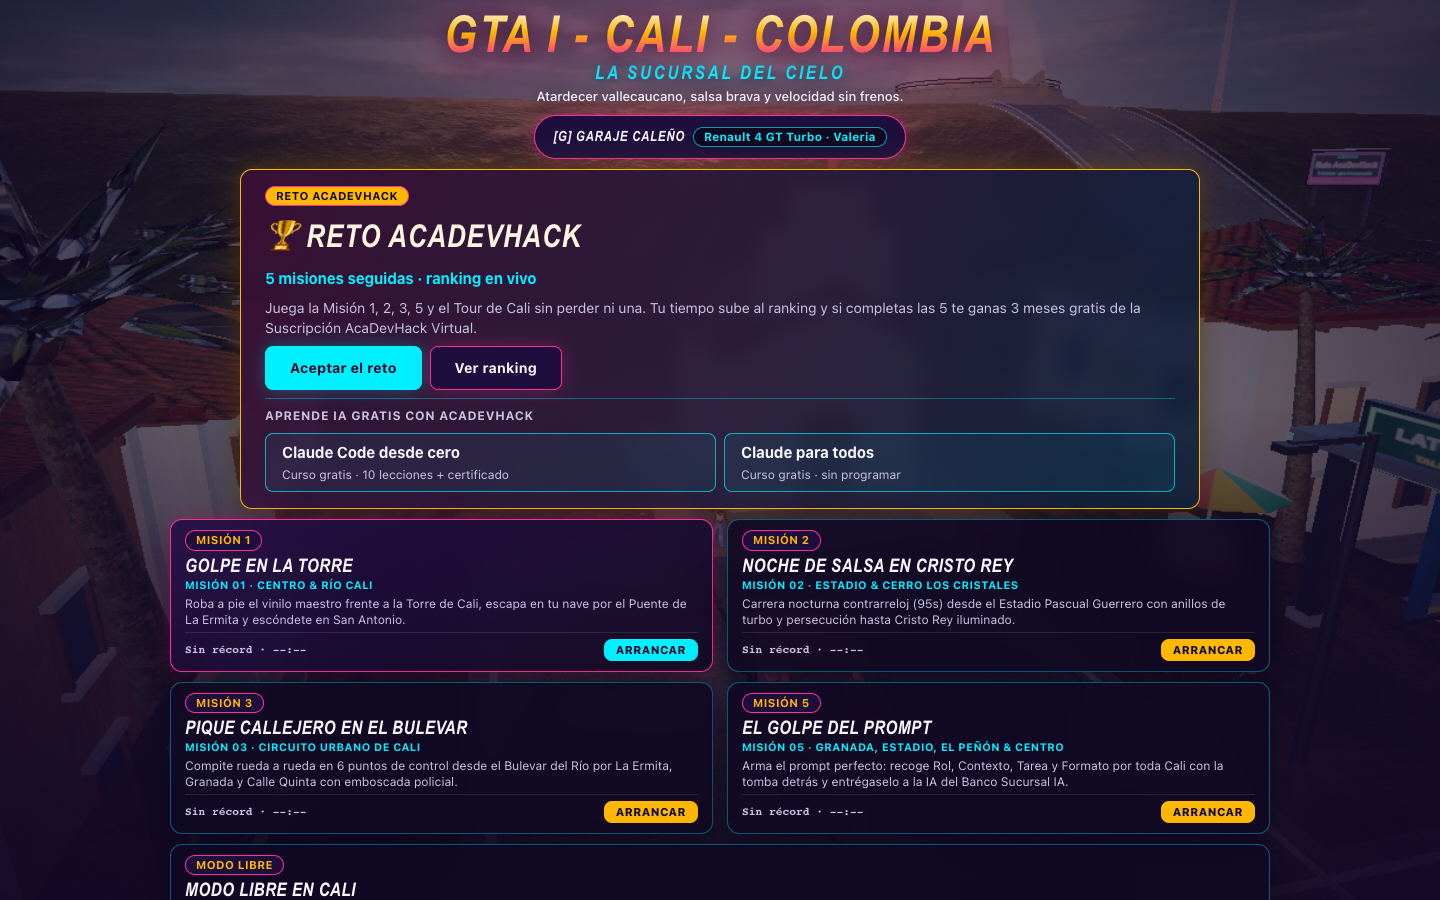 GTA I - CALI - COLOMBIA
LA SUCURSAL DEL CIELO
Atardecer vallecaucano, salsa brava y velocidad sin frenos.
[G] GARAJE CALEÑO Renault 4 GT Turbo · Valeria
RETO ACADEVHACK
🏆 RETO ACADEVHACK
5 misiones seguidas · ranking en vivo
Juega la Misión 1, 2, 3, 5 y el Tour de Cali sin perder ni una. Tu tiempo sube al ranking y si completas las 5 te ganas 3 meses gratis de la
Suscripción AcaDevHack Virtual.
Aceptar el reto
Ver ranking
APRENDE IA GRATIS CON ACADEVHACK
Claude Code desde cero
Curso gratis · 10 lecciones + certificado
Claude para todos
Curso gratis · sin programar
MISIÓN 1
GOLPE EN LA TORRE
MISIÓN 01 · CENTRO & RÍO CALI
Roba a pie el vinilo maestro frente a la Torre de Cali, escapa en tu nave por el Puente de
La Ermita y escóndete en San Antonio.
Sin récord · --:--
ARRANCAR
MISIÓN 2
NOCHE DE SALSA EN CRISTO REY
MISIÓN 02 · ESTADIO & CERRO LOS CRISTALES
Carrera nocturna contrarreloj (95s) desde el Estadio Pascual Guerrero con anillos de
turbo y persecución hasta Cristo Rey iluminado.
Sin récord · --:--
ARRANCAR
MISIÓN 3
PIQUE CALLEJERO EN EL BULEVAR
MISIÓN 03 · CIRCUITO URBANO DE CALI
Compite rueda a rueda en 6 puntos de control desde el Bulevar del Río por La Ermita,
Granada y Calle Quinta con emboscada policial.
Sin récord · --:--
ARRANCAR
MISIÓN 5
EL GOLPE DEL PROMPT
MISIÓN 05 · GRANADA, ESTADIO, EL PEÑÓN & CENTRO
Arma el prompt perfecto: recoge Rol, Contexto, Tarea y Formato por toda Cali con la
tomba detrás y entrégaselo a la IA del Banco Sucursal IA.
Sin récord · --:--
ARRANCAR
MODO LIBRE
MODO LIBRE EN CALI
Reto AcaDevHack
LAT